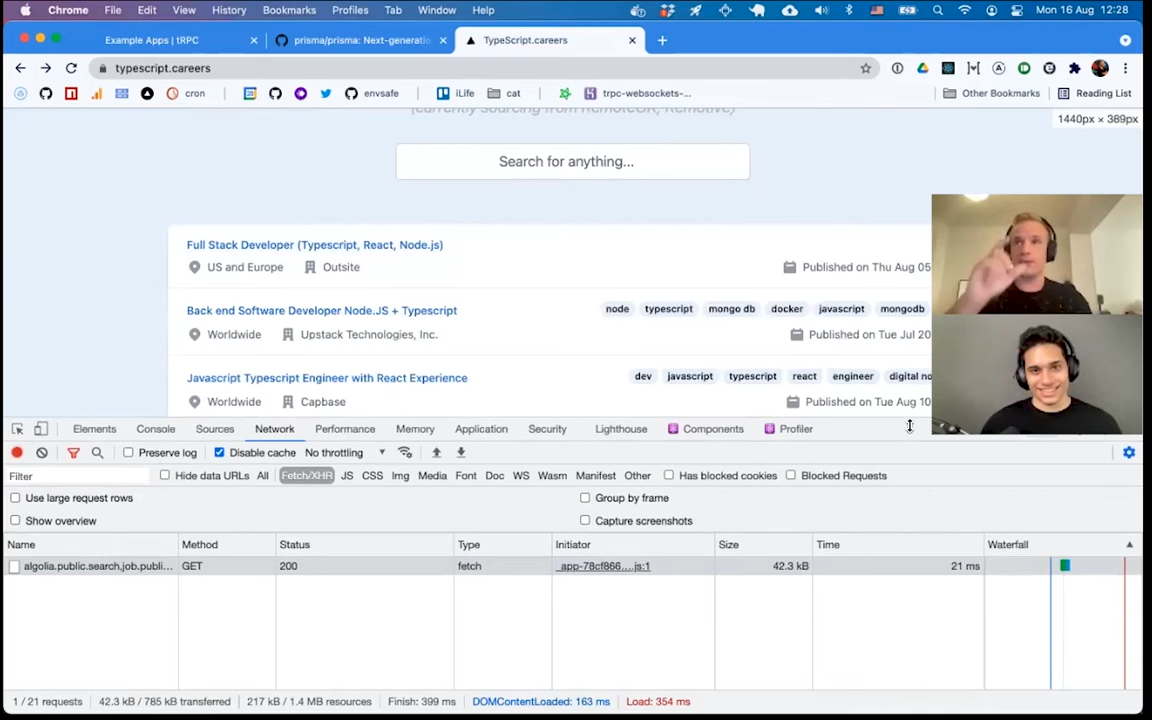 Chrome File Edit View History Bookmarks Profiles Tab Window Help Mon 16 Aug 12:28
Example Apps | tRPC prisma/prisma: Next-generatio... TypeScript.careers
typescript.careers
cron envsafe iLife cat trpc-websockets-... Other Bookmarks Reading List
(currently sourcing from RemoteOK, Remotive)
1440px × 389px
Search for anything...
Full Stack Developer (Typescript, React, Node.js)
US and Europe Outsite Published on Thu Aug 05
Back end Software Developer Node.JS + Typescript node typescript mongo db docker javascript mongodb
Worldwide Upstack Technologies, Inc. Published on Tue Jul 20
Javascript Typescript Engineer with React Experience dev javascript typescript react engineer digital no
Worldwide Capbase Published on Tue Aug 10
Elements Console Sources Network Performance Memory Application Security Lighthouse Components Profiler
Preserve log Disable cache No throttling
Filter Hide data URLs All Fetch/XHR JS CSS Img Media Font Doc WS Wasm Manifest Other Has blocked cookies Blocked Requests
Use large request rows Group by frame
Show overview Capture screenshots
Name Method Status Type Initiator Size Time Waterfall
algolia.public.search,job.publi... GET 200 fetch _app-78cf866....js:1 42.3 kB 21 ms
1 / 21 requests 42.3 kB / 785 kB transferred 217 kB / 1.4 MB resources Finish: 399 ms DOMContentLoaded: 163 ms Load: 354 ms